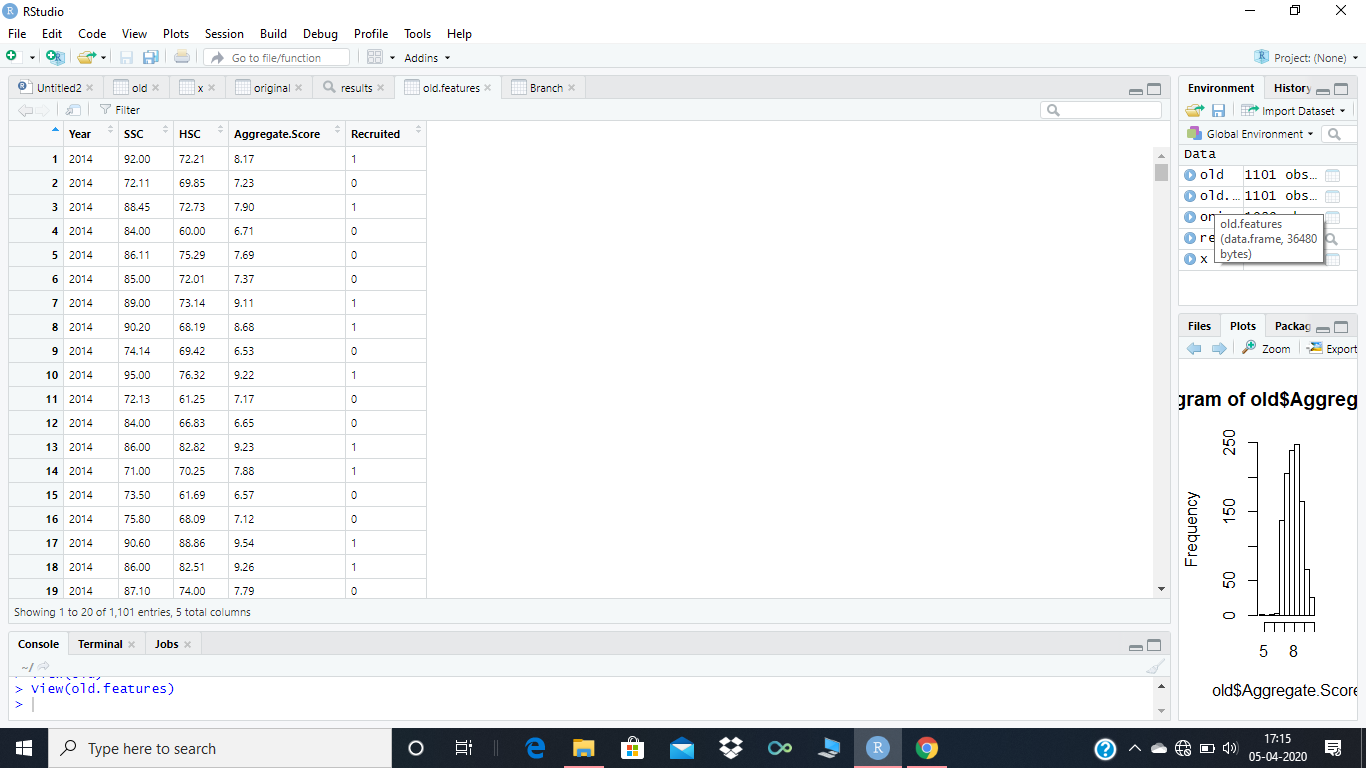 RStudio
File Edit Code View Plots Session Build Debug Profile Tools Help
Go to file/function Addins Project: (None)
Untitled2 old x original results old.features Branch
Filter
Year SSC HSC Aggregate.Score Recruited
1 2014 92.00 72.21 8.17 1
2 2014 72.11 69.85 7.23 0
3 2014 88.45 72.73 7.90 1
4 2014 84.00 60.00 6.71 0
5 2014 86.11 75.29 7.69 0
6 2014 85.00 72.01 7.37 0
7 2014 89.00 73.14 9.11 1
8 2014 90.20 68.19 8.68 1
9 2014 74.14 69.42 6.53 0
10 2014 95.00 76.32 9.22 1
11 2014 72.13 61.25 7.17 0
12 2014 84.00 66.83 6.65 0
13 2014 86.00 82.82 9.23 1
14 2014 71.00 70.25 7.88 1
15 2014 73.50 61.69 6.57 0
16 2014 75.80 68.09 7.12 0
17 2014 90.60 88.86 9.54 1
18 2014 86.00 82.51 9.26 1
19 2014 87.10 74.00 7.79 0
Showing 1 to 20 of 1,101 entries, 5 total columns
Console Terminal Jobs
~/
> View(old.features)
>
Environment History
Import Dataset
Global Environment
Data
old 1101 obs…
old.… 1101 obs…
re
x
old.features
(data.frame, 36480
bytes)
Files Plots Packag
Zoom Export
gram of old$Aggreg
Frequency
250
150
50
0
5 8
old$Aggregate.Score
Type here to search
17:15
05-04-2020